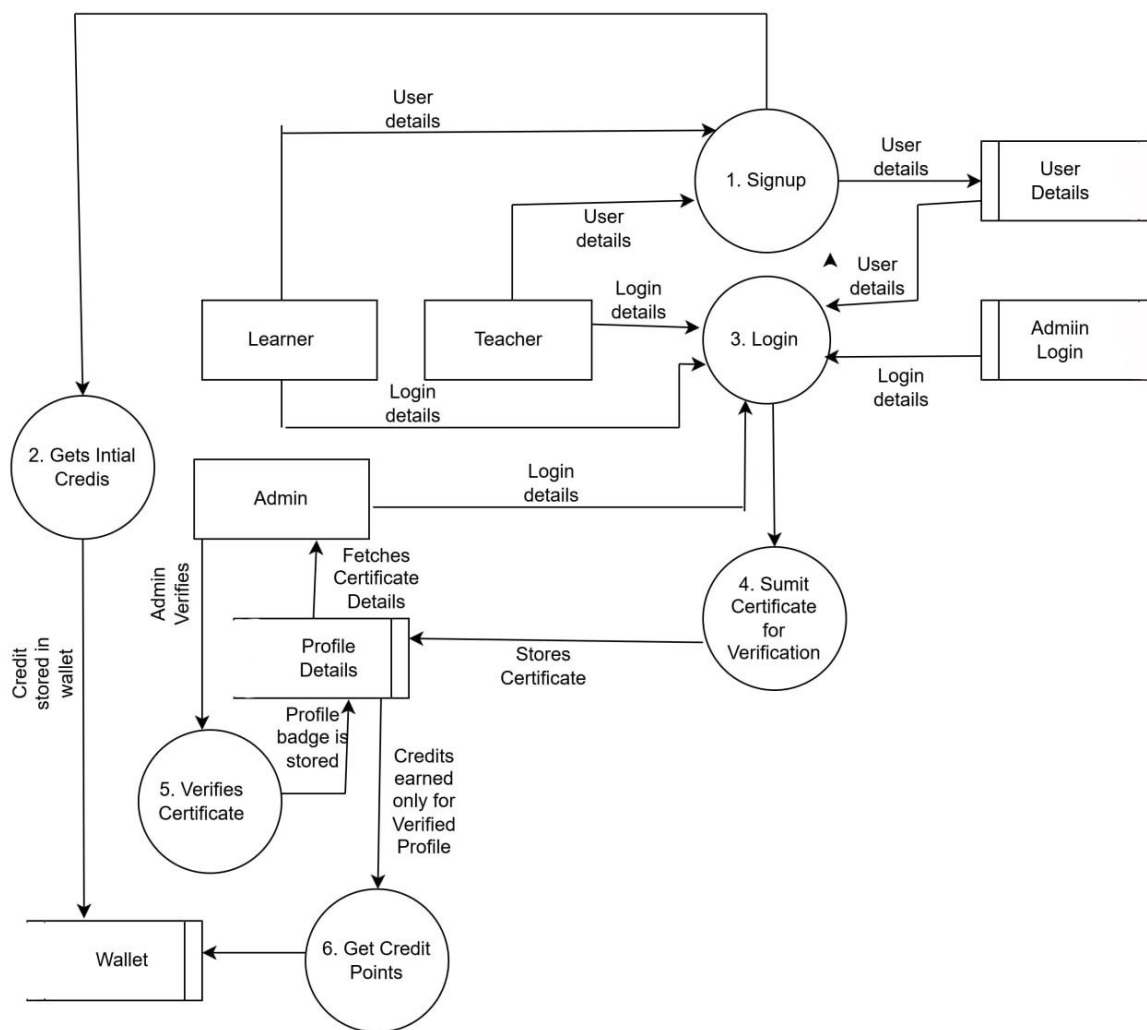 User
details
1. Signup
User
details
User
Details
User
details
User
details
Login
details
Learner
Teacher
3. Login
Admiin
Login
Login
details
Login
details
2. Gets Intial
Credis
Admin
Login
details
Admin
Verifies
Fetches
Certificate
Details
4. Sumit
Certificate
for
Verification
Profile
Details
Stores
Certificate
Credit
stored in
wallet
Profile
badge is
stored
5. Verifies
Certificate
Credits
earned
only for
Verified
Profile
Wallet
6. Get Credit
Points